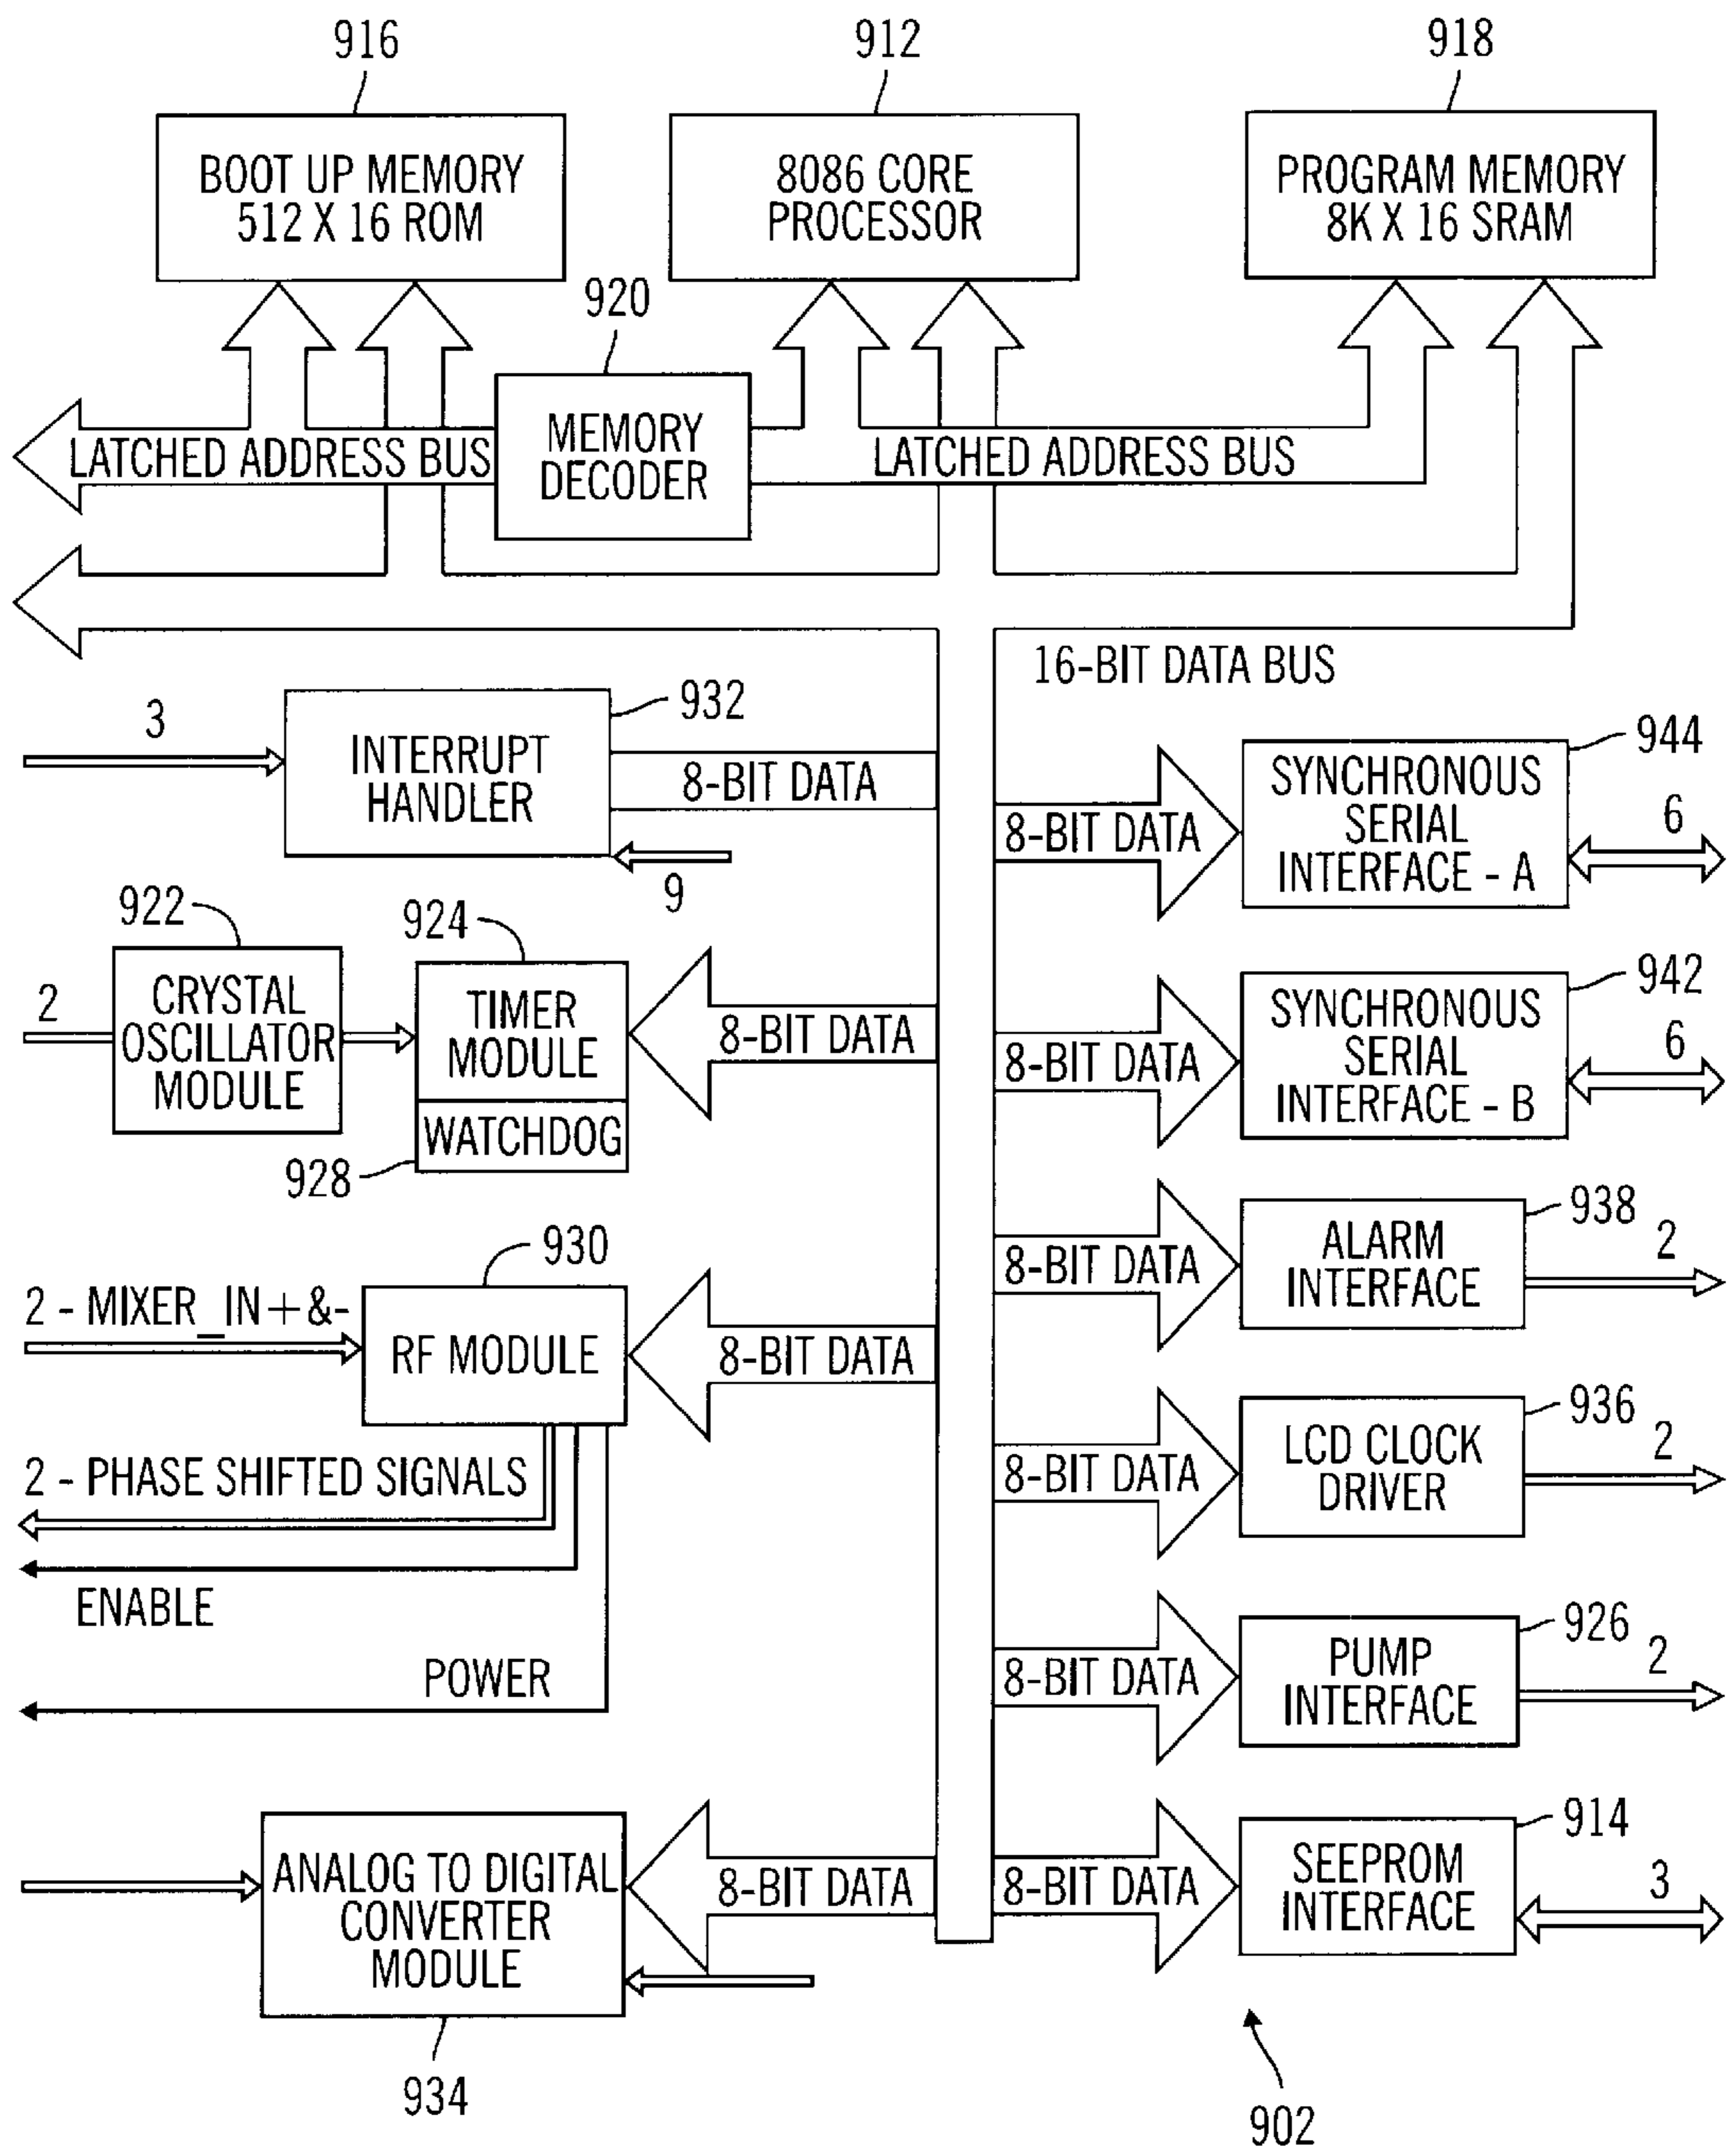 916
912
918
BOOT UP MEMORY
512 X 16 ROM
8086 CORE
PROCESSOR
PROGRAM MEMORY
8K X 16 SRAM
920
MEMORY
DECODER
LATCHED ADDRESS BUS
LATCHED ADDRESS BUS
16-BIT DATA BUS
3
932
INTERRUPT
HANDLER
8-BIT DATA
9
944
SYNCHRONOUS
SERIAL
INTERFACE - A
8-BIT DATA
6
922
924
2
CRYSTAL
OSCILLATOR
MODULE
TIMER
MODULE
WATCHDOG
928
8-BIT DATA
942
SYNCHRONOUS
SERIAL
INTERFACE - B
8-BIT DATA
6
930
2 - MIXER_IN+&-
RF MODULE
8-BIT DATA
938
ALARM
INTERFACE
8-BIT DATA
2
2 - PHASE SHIFTED SIGNALS
ENABLE
POWER
936
LCD CLOCK
DRIVER
8-BIT DATA
2
926
PUMP
INTERFACE
8-BIT DATA
2
ANALOG TO DIGITAL
CONVERTER
MODULE
8-BIT DATA
934
914
SEEPROM
INTERFACE
8-BIT DATA
3
902